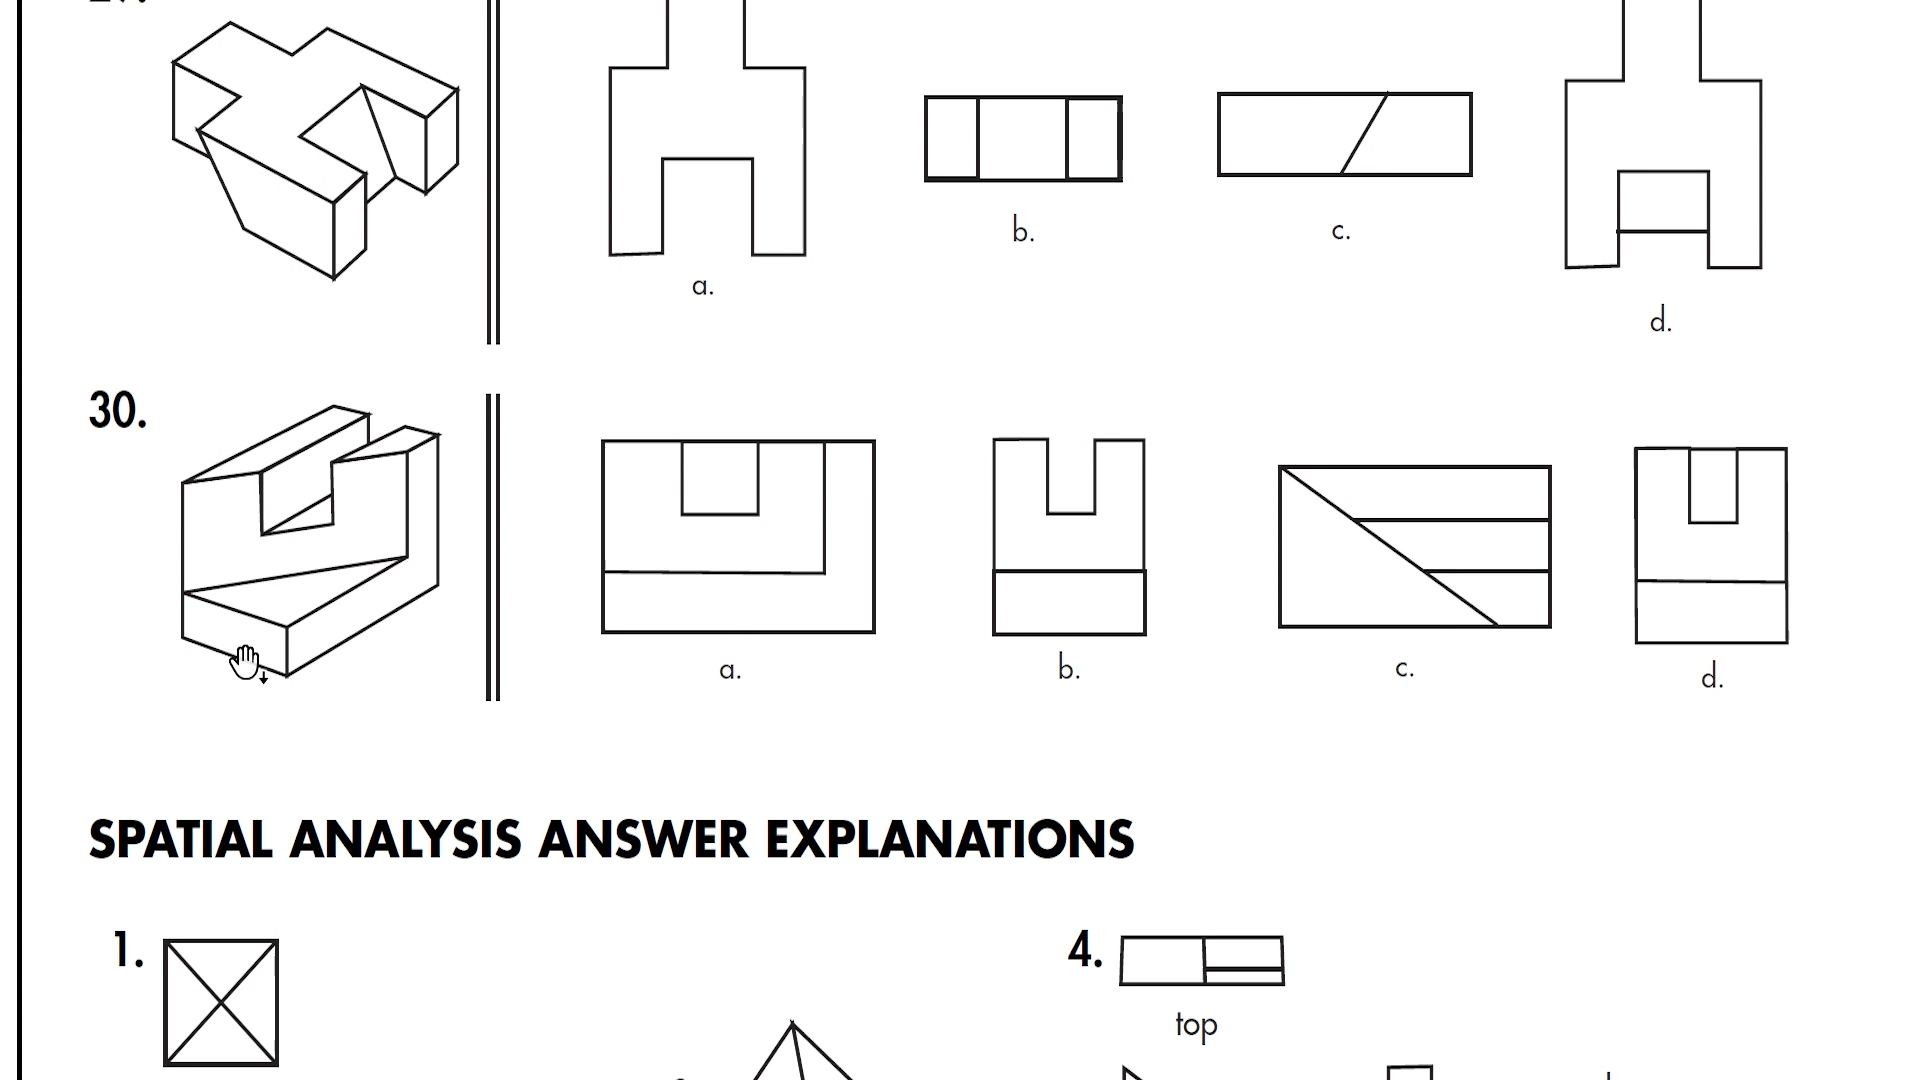 a.
b.
c.
d.
30.
a.
b.
c.
d.
SPATIAL ANALYSIS ANSWER EXPLANATIONS
1.
4.
top